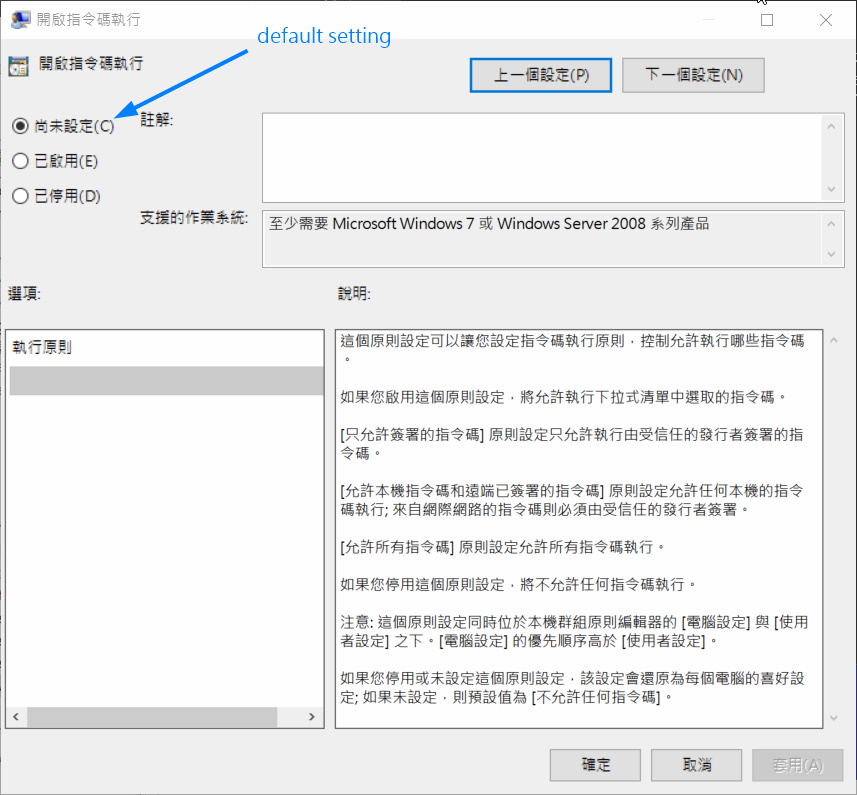 開啟指令碼執行
default setting
開啟指令碼執行
上一個設定(P)
下一個設定(N)
尚未設定(C)
註解:
已啟用(E)
已停用(D)
支援的作業系統:
至少需要 Microsoft Windows 7 或 Windows Server 2008 系列產品
選項:
說明:
執行原則
這個原則設定可以讓您設定指令碼執行原則，控制允許執行哪些指令碼
。
如果您啟用這個原則設定，將允許執行下拉式清單中選取的指令碼。
[只允許簽署的指令碼] 原則設定只允許執行由受信任的發行者簽署的指
令碼。
[允許本機指令碼和遠端已簽署的指令碼] 原則設定允許任何本機的指令
碼執行; 來自網際網路的指令碼則必須由受信任的發行者簽署。
[允許所有指令碼] 原則設定允許所有指令碼執行。
如果您停用這個原則設定，將不允許任何指令碼執行。
注意: 這個原則設定同時位於本機群組原則編輯器的 [電腦設定] 與 [使用
者設定] 之下。[電腦設定] 的優先順序高於 [使用者設定]。
如果您停用或未設定這個原則設定，該設定會還原為每個電腦的喜好設
定; 如果未設定，則預設值為 [不允許任何指令碼]。
確定
取消
套用(A)